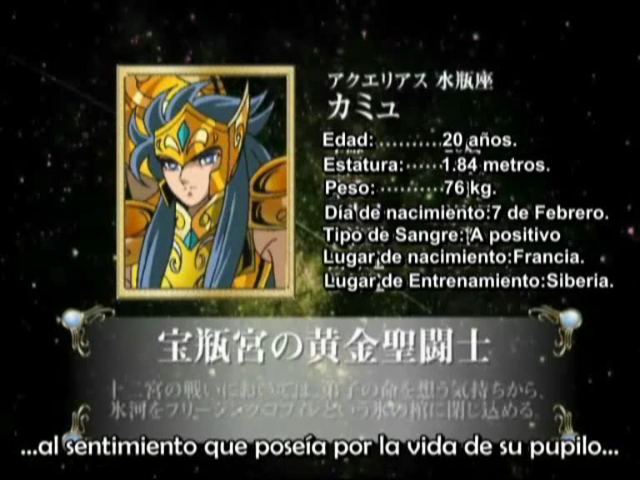 アクエリアス 水瓶座
カミュ
Edad:..........20 años.
Estatura:......1.84 metros.
Peso: ..........76 kg.
Día de nacimiento:7 de Febrero.
Tipo de Sangre: A positivo
Lugar de nacimiento:Francia.
Lugar de Entrenamiento:Siberia.
宝瓶宮の黄金聖闘士
十二宮の戦いにおいては、弟子の命を想う気持ちから、
氷河をフリージングコフィンという氷の棺に閉じ込める。
...al sentimiento que poseía por la vida de su pupilo...